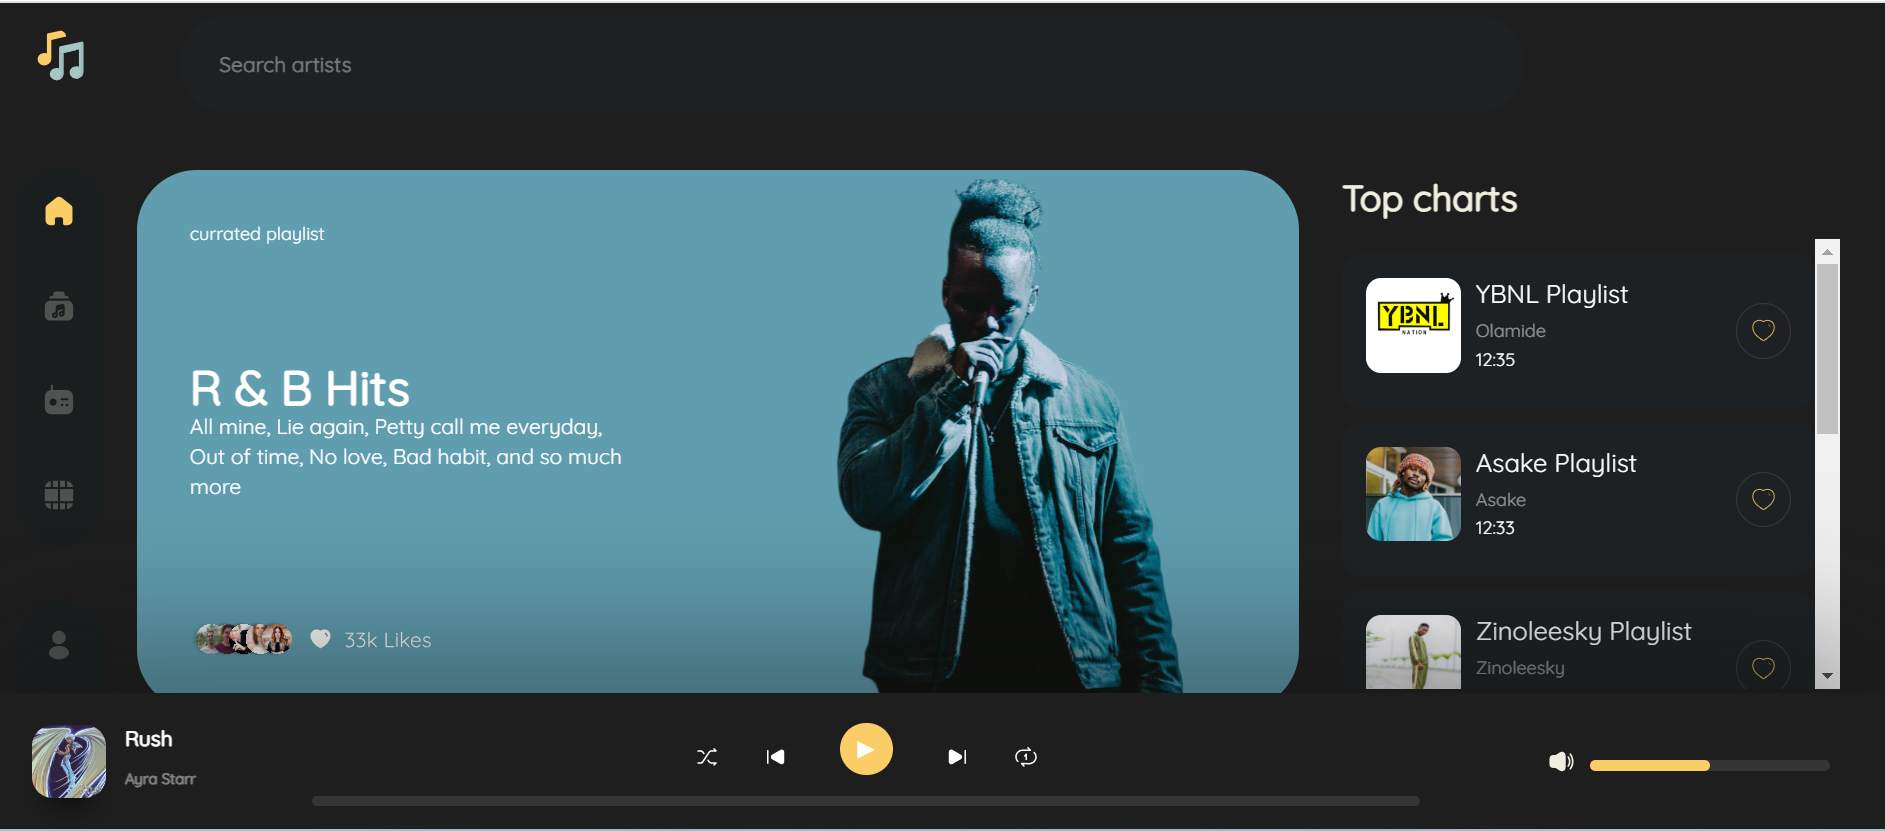 Search artists
currated playlist
R & B Hits
All mine, Lie again, Petty call me everyday,
Out of time, No love, Bad habit, and so much
more
33k Likes
Top charts
YBNL
NATION
YBNL Playlist
Olamide
12:35
Asake Playlist
Asake
12:33
Zinoleesky Playlist
Zinoleesky
Rush
Ayra Starr
1